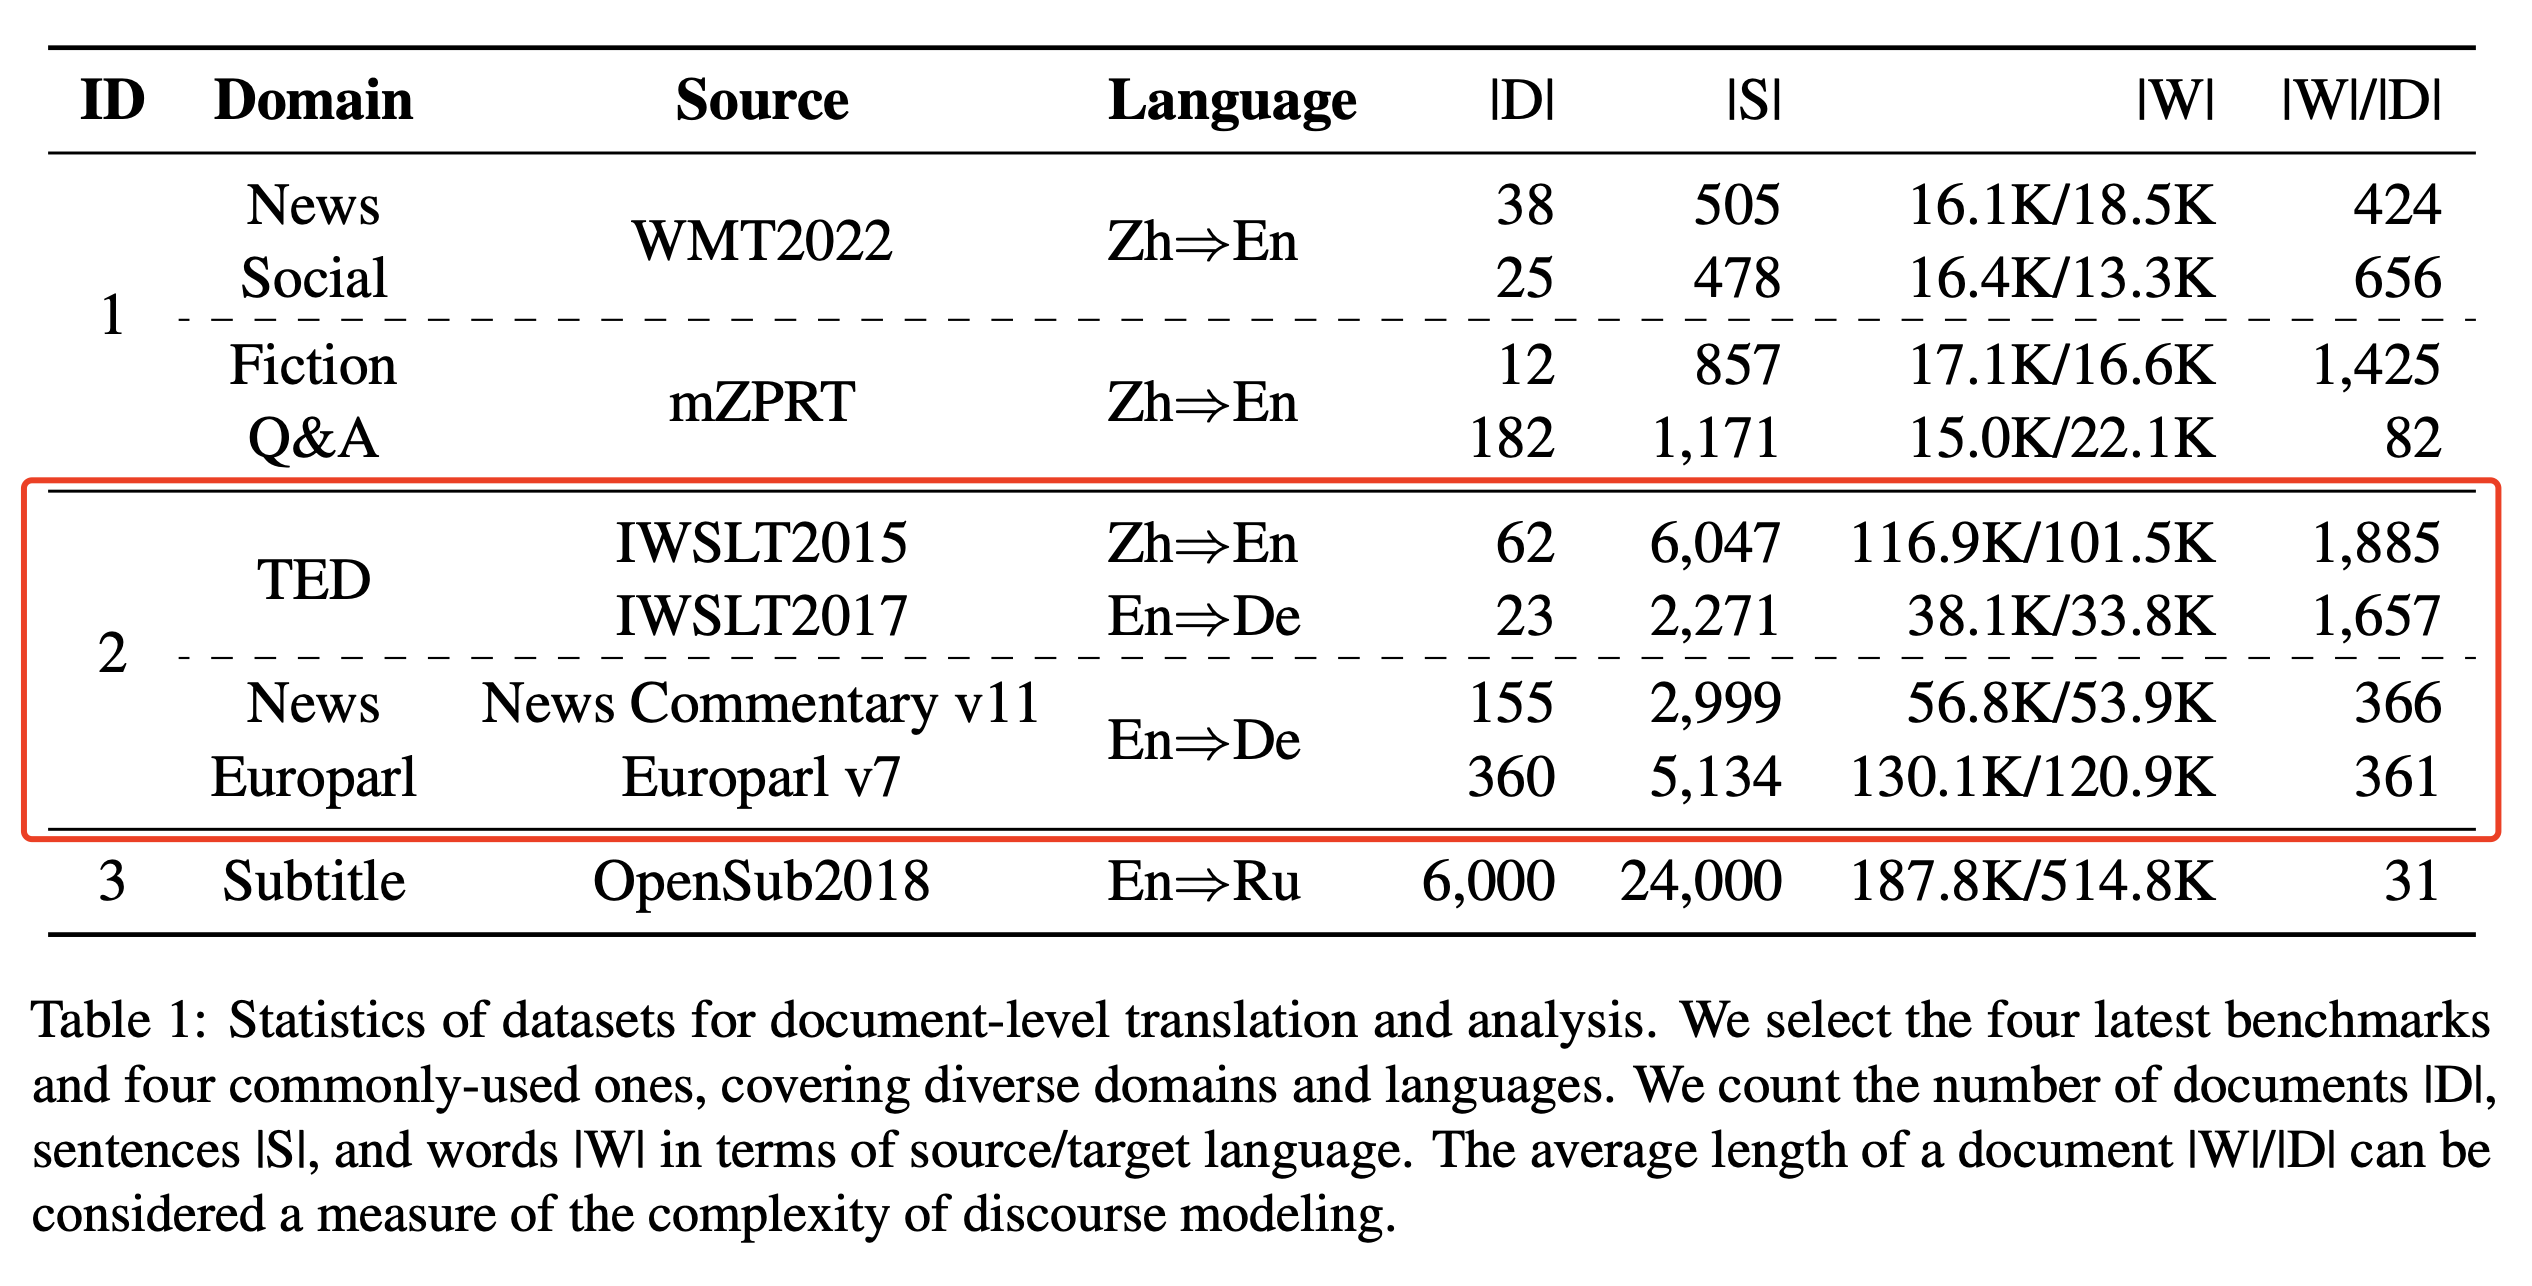 ID Domain Source Language |D| |S| |W| |W|/|D|
News 38 505 16.1K/18.5K 424
WMT2022 Zh⇒En
Social 25 478 16.4K/13.3K 656
1
Fiction 12 857 17.1K/16.6K 1,425
mZPRT Zh⇒En
Q&A 182 1,171 15.0K/22.1K 82
IWSLT2015 Zh⇒En 62 6,047 116.9K/101.5K 1,885
TED
IWSLT2017 En⇒De 23 2,271 38.1K/33.8K 1,657
2
News News Commentary v11 155 2,999 56.8K/53.9K 366
En⇒De
Europarl Europarl v7 360 5,134 130.1K/120.9K 361
3 Subtitle OpenSub2018 En⇒Ru 6,000 24,000 187.8K/514.8K 31
Table 1: Statistics of datasets for document-level translation and analysis. We select the four latest benchmarks
and four commonly-used ones, covering diverse domains and languages. We count the number of documents |D|,
sentences |S|, and words |W| in terms of source/target language. The average length of a document |W|/|D| can be
considered a measure of the complexity of discourse modeling.